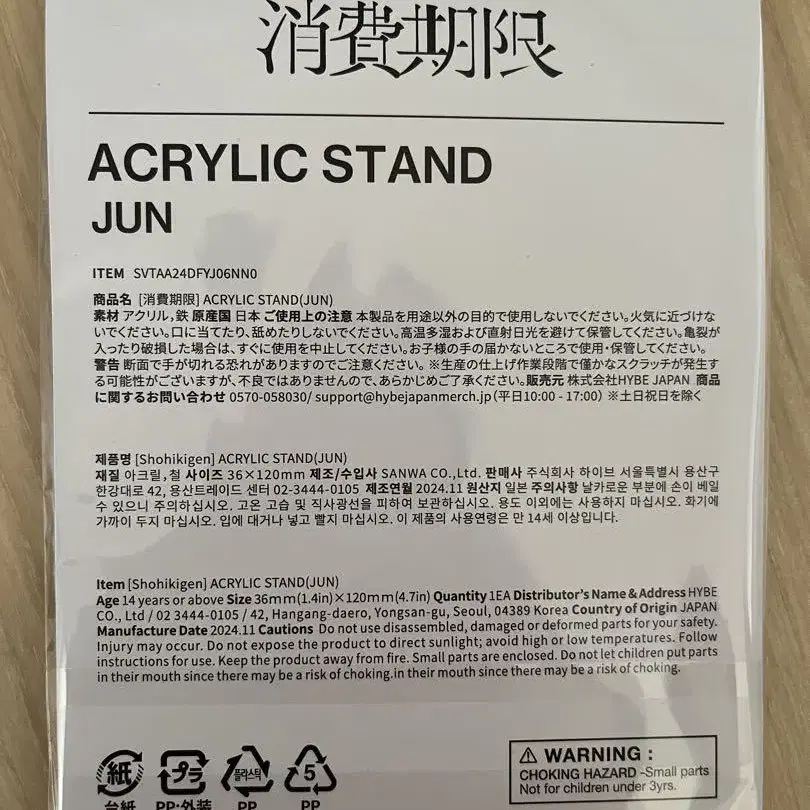 消費期限
ACRYLIC STAND
JUN
ITEM SVTAA24DFYJ06NN0
商品名 [消費期限] ACRYLIC STAND(JUN)
素材 アクリル,鉄 原産国 日本 ご使用上の注意 本製品を用途以外の目的で使用しないでください。火気に近づけな
いでください。口に当てたり、舐めたりしないでください。高温多湿および直射日光を避けて保管してください。亀裂が
入ったり破損した場合は、すぐに使用を中止してください。お子様の手の届かないところで使用・保管してください。
警告 断面で手が切れる恐れがありますのでご注意ください。 ※生産の仕上げ作業段階で僅かなスクラッチが発生す
る可能性がございますが、不良ではありませんので、あらかじめご了承ください。販売元 株式会社HYBE JAPAN 商品
に関するお問い合わせ 0570-058030/ support@hybejapanmerch.jp(平日10:00 - 17:00) ※土日祝日を除く
제품명 [Shohikigen] ACRYLIC STAND(JUN)
재질 아크릴,철 사이즈 36×120mm 제조/수입사 SANWA CO.,Ltd. 판매사 주식회사 하이브 서울특별시 용산구
한강대로 42, 용산트레이드 센터 02-3444-0105 제조연월 2024.11 원산지 일본 주의사항 날카로운 부분에 손이 베일
수 있으니 주의하십시오. 고온 고습 및 직사광선을 피하여 보관하십시오. 용도 이외에는 사용하지 마십시오. 화기에
가까이 두지 마십시오. 입에 대거나 넣고 빨지 마십시오. 이 제품의 사용연령은 만 14세 이상입니다.
Item [Shohikigen] ACRYLIC STAND(JUN)
Age 14 years or above Size 36mm(1.4in)×120mm(4.7in) Quantity 1EA Distributor's Name & Address HYBE
CO., Ltd / 02 3444-0105 / 42, Hangang-daero, Yongsan-gu, Seoul, 04389 Korea Country of Origin JAPAN
Manufacture Date 2024.11 Cautions Do not use disassembled, damaged or deformed parts for your safety.
Injury may occur. Do not expose the product to direct sunlight; avoid high or low temperatures. Follow
instructions for use. Keep the product away from fire. Small parts are enclosed. Do not let children put parts
in their mouth since there may be a risk of choking.in their mouth since there may be a risk of choking.
紙 プラ 플라스틱 5
台紙 PP・外装 PP PP
WARNING :
CHOKING HAZARD -Small parts
Not for children under 3yrs.